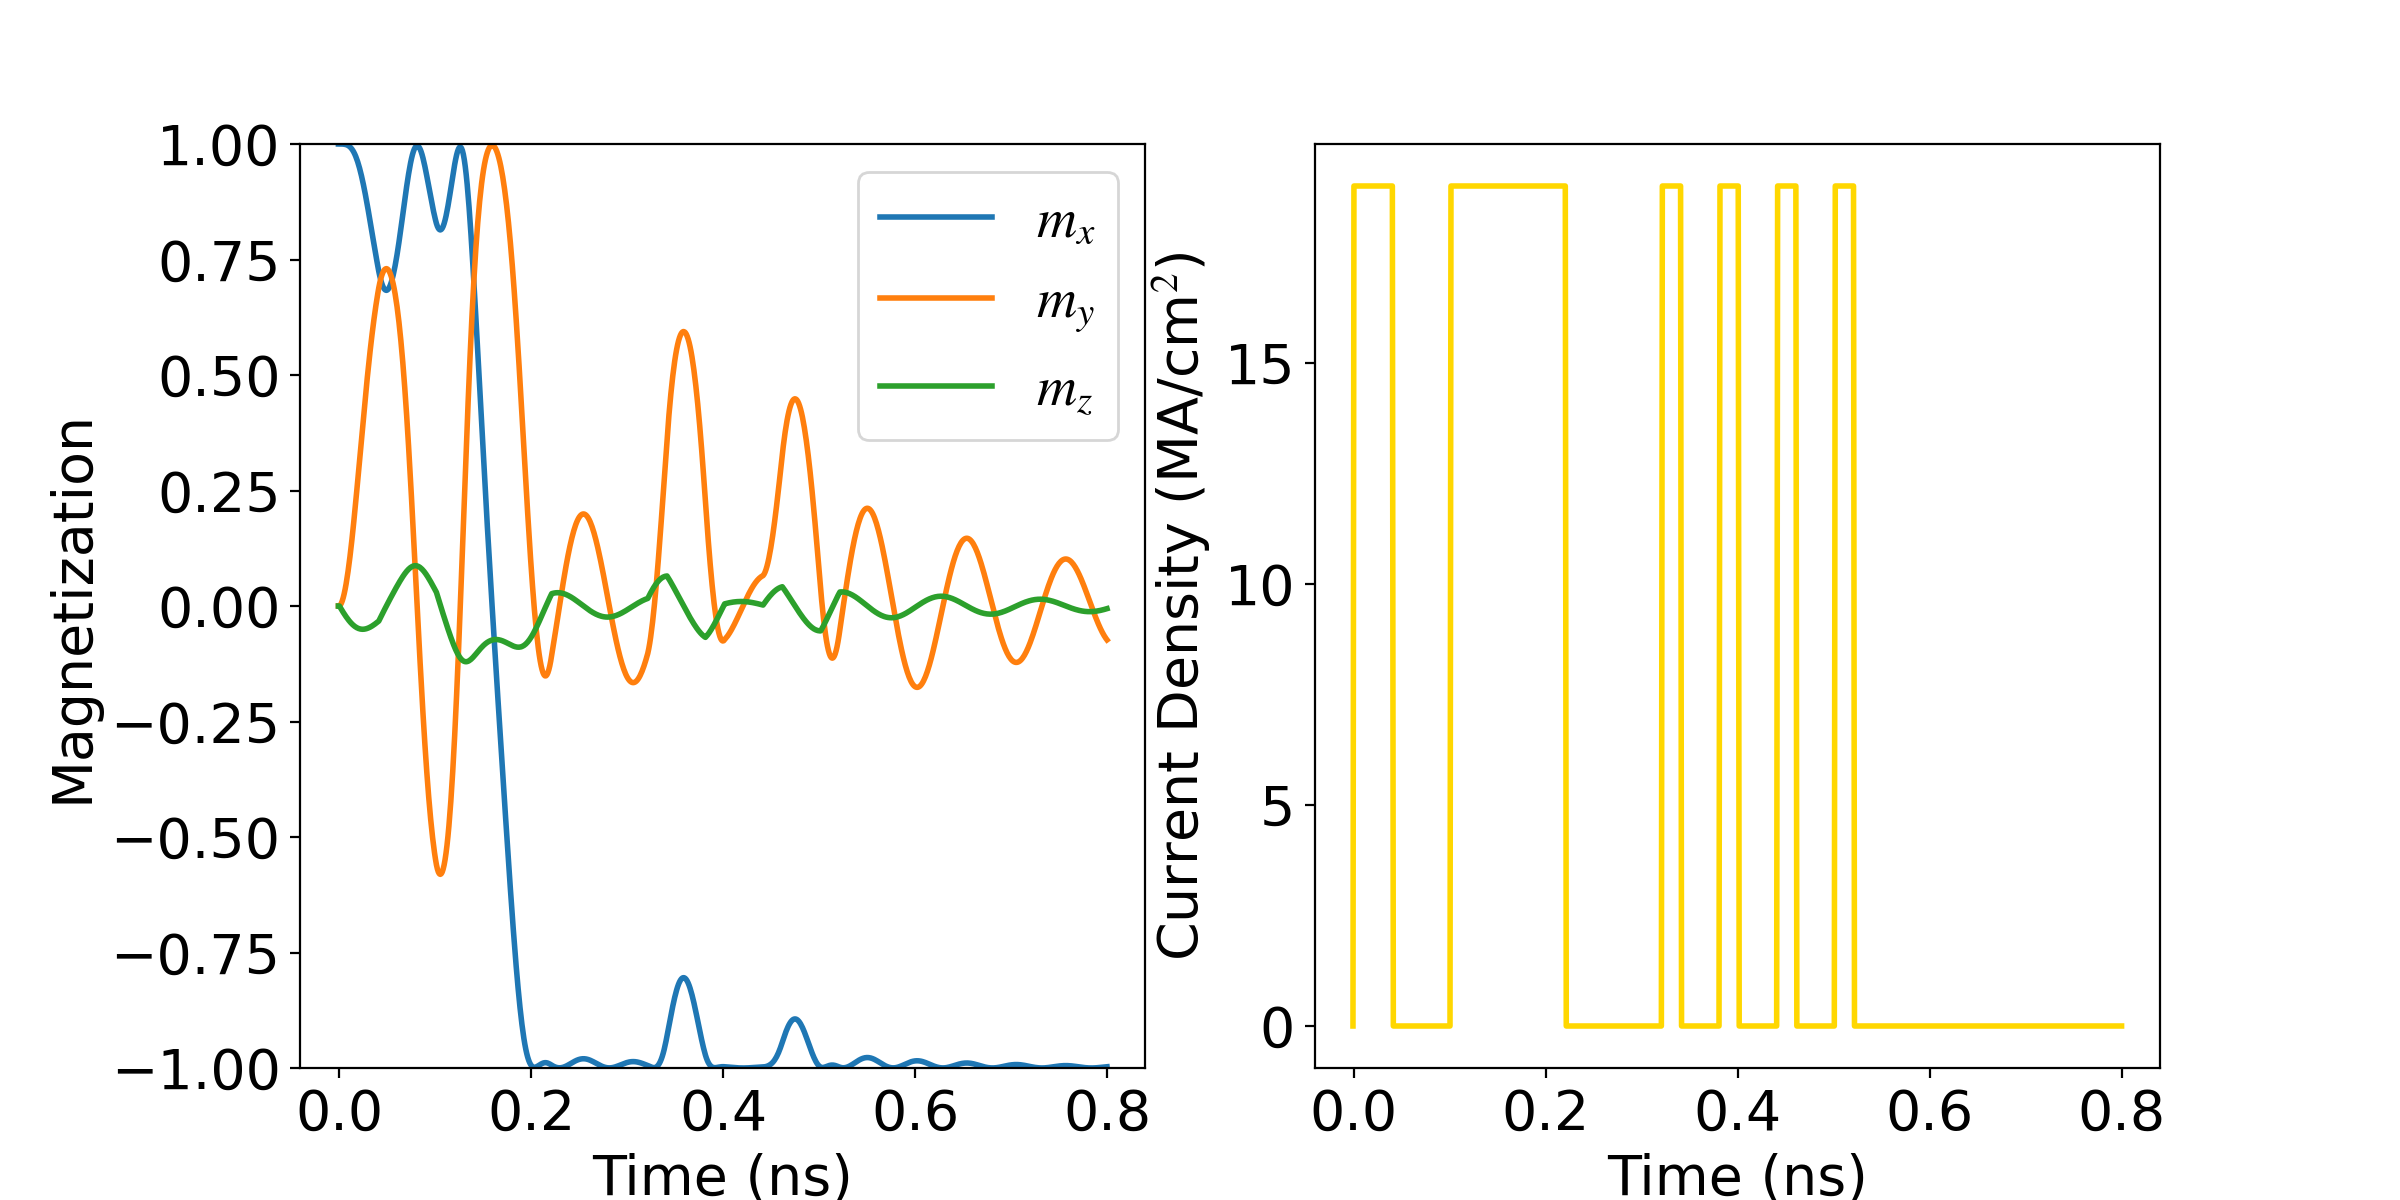 1.00
0.75
0.50
0.25
0.00
−0.25
−0.50
−0.75
−1.00
0.0 0.2 0.4 0.6 0.8
Time (ns)
Magnetization
m_x
m_y
m_z
Current Density (MA/cm²)
15
10
5
0
0.0 0.2 0.4 0.6 0.8
Time (ns)